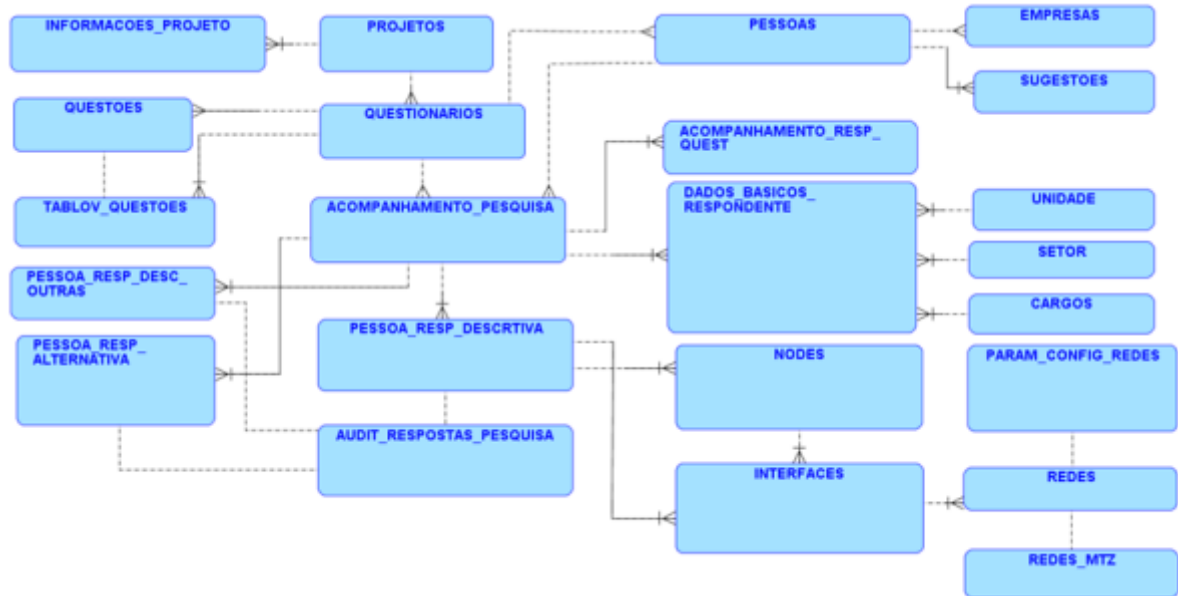 INFORMACOES_PROJETO
PROJETOS
PESSOAS
EMPRESAS
SUGESTOES
QUESTOES
QUESTIONARIOS
ACOMPANHAMENTO_RESP_
QUEST
TABLOV_QUESTOES
ACOMPANHAMENTO_PESQUISA
DADOS_BASICOS_
RESPONDENTE
UNIDADE
SETOR
CARGOS
PESSOA_RESP_DESC_
OUTRAS
PESSOA_RESP_DESCRTIVA
PESSOA_RESP_
ALTERNATIVA
NODES
PARAM_CONFIG_REDES
AUDIT_RESPOSTAS_PESQUISA
INTERFACES
REDES
REDES_MTZ